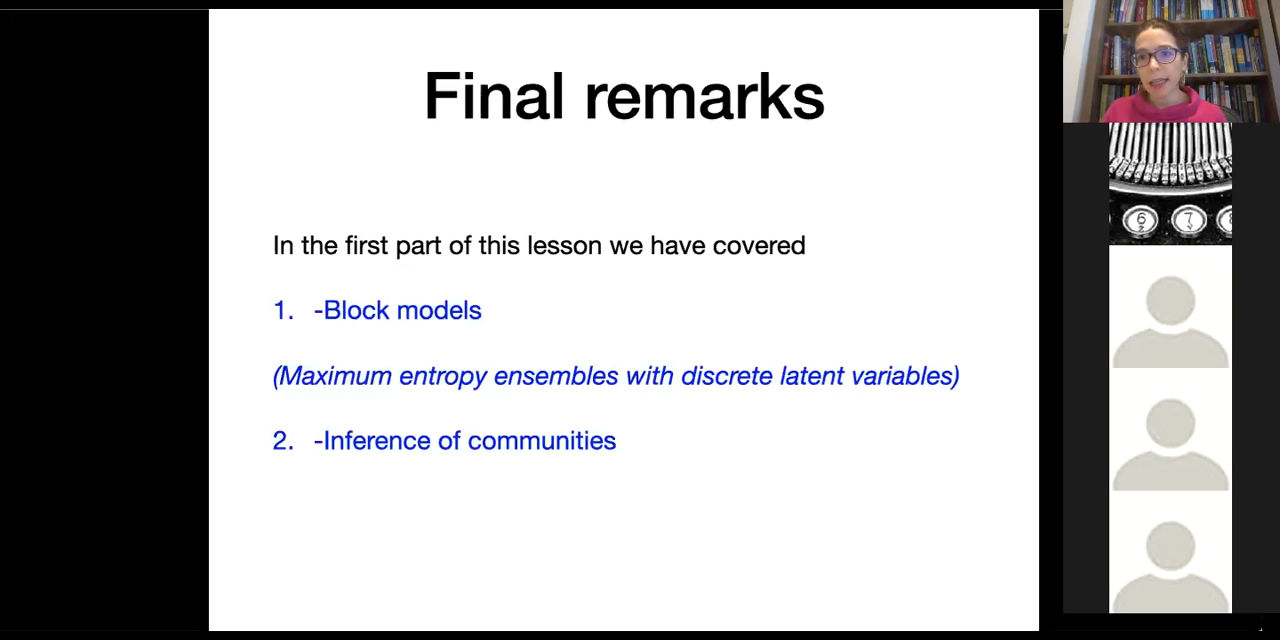 Final remarks
In the first part of this lesson we have covered
1. -Block models
(Maximum entropy ensembles with discrete latent variables)
2. -Inference of communities
6
7